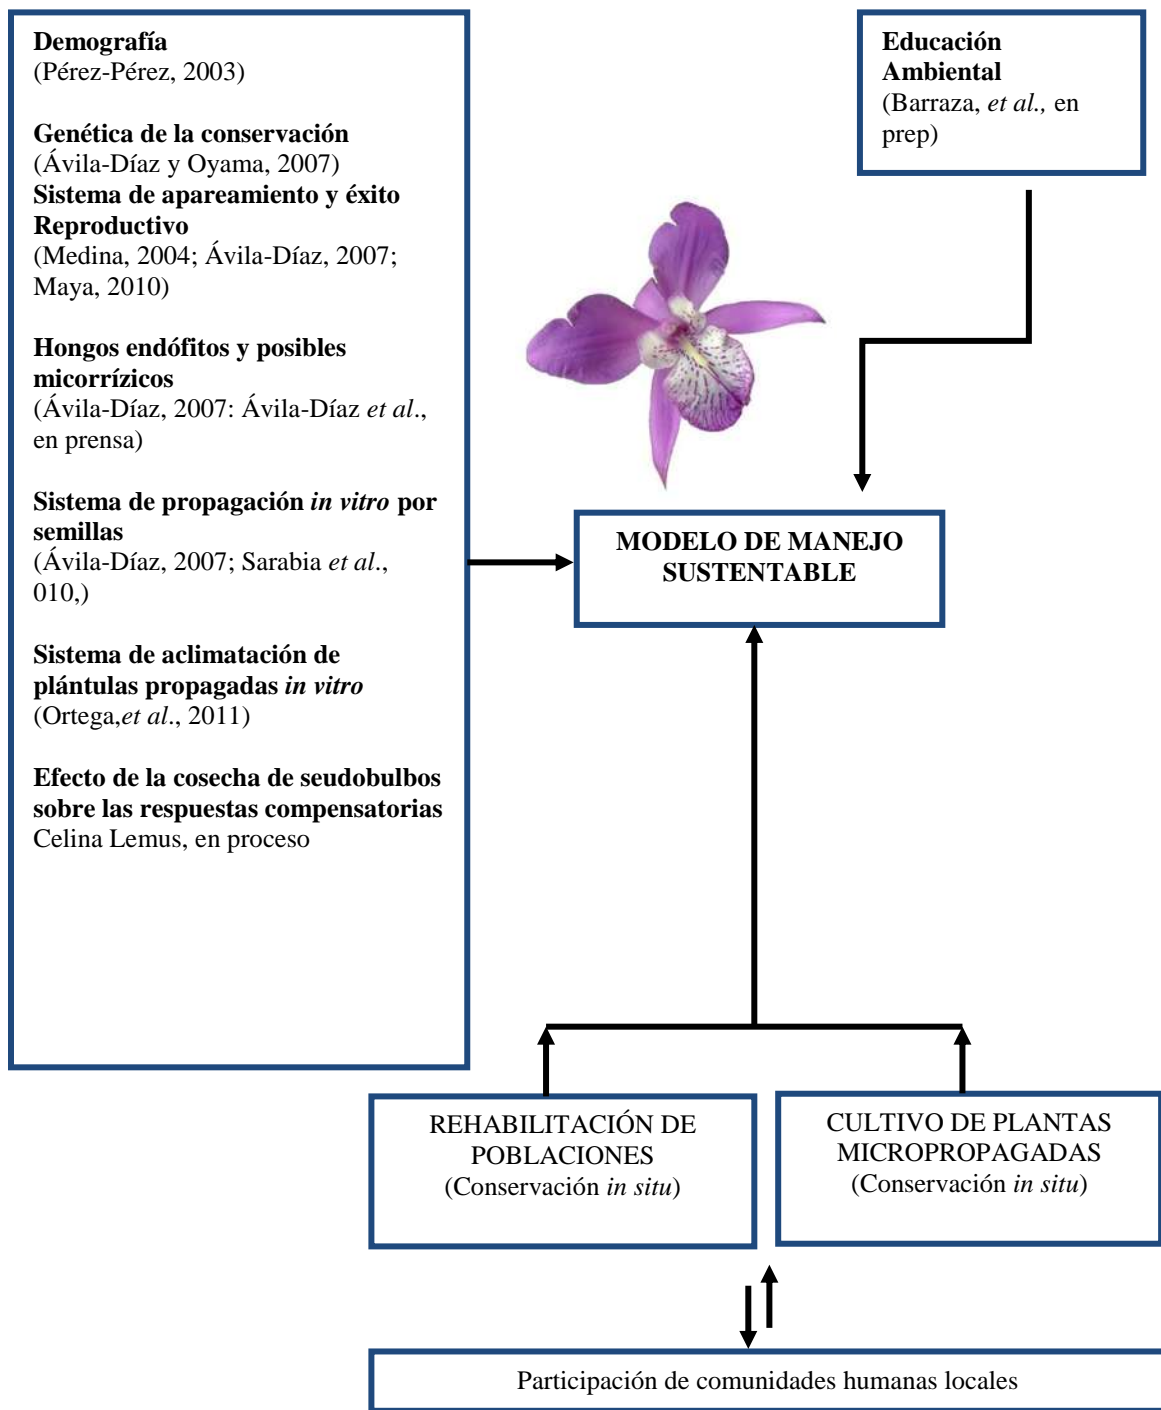 Demografía
(Pérez-Pérez, 2003)
Genética de la conservación
(Ávila-Díaz y Oyama, 2007)
Sistema de apareamiento y éxito
Reproductivo
(Medina, 2004; Ávila-Díaz, 2007;
Maya, 2010)
Hongos endófitos y posibles
micorrízicos
(Ávila-Díaz, 2007: Ávila-Díaz et al.,
en prensa)
Sistema de propagación in vitro por
semillas
(Ávila-Díaz, 2007; Sarabia et al.,
010,)
Sistema de aclimatación de
plántulas propagadas in vitro
(Ortega,et al., 2011)
Efecto de la cosecha de seudobulbos
sobre las respuestas compensatorias
Celina Lemus, en proceso
Educación
Ambiental
(Barraza, et al., en
prep)
MODELO DE MANEJO
SUSTENTABLE
REHABILITACIÓN DE
POBLACIONES
(Conservación in situ)
CULTIVO DE PLANTAS
MICROPROPAGADAS
(Conservación in situ)
Participación de comunidades humanas locales